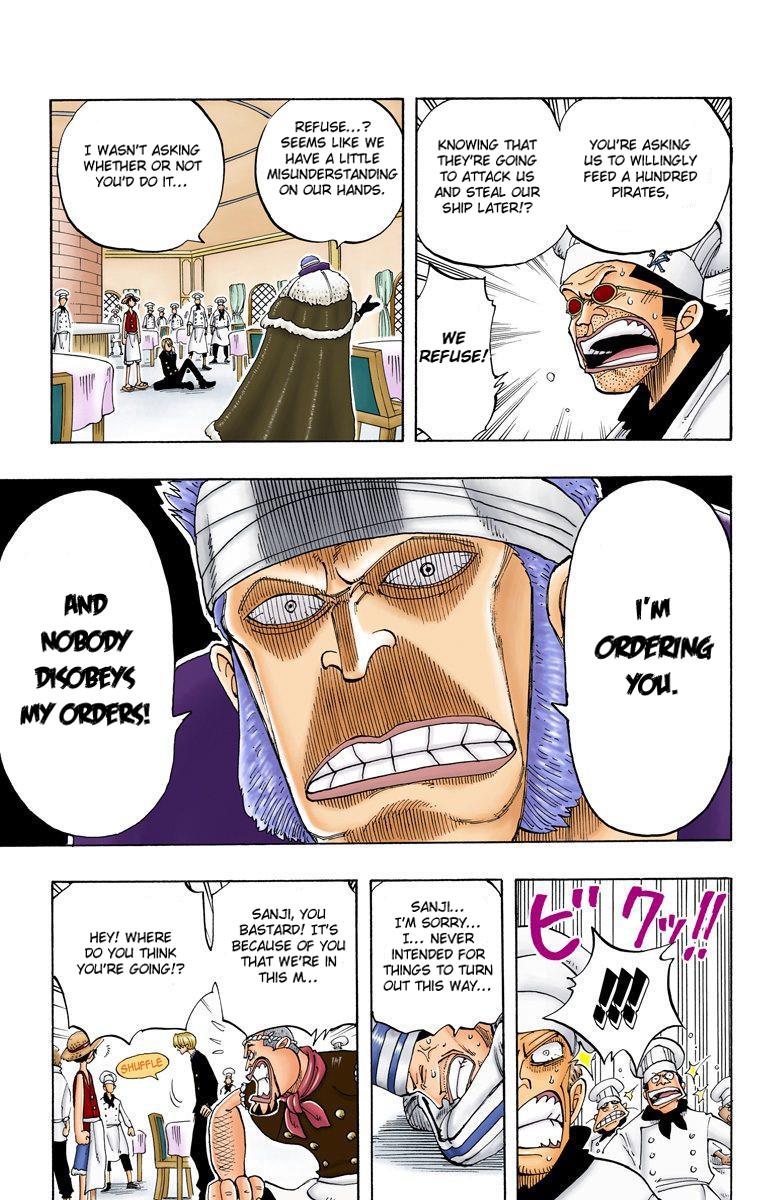 YOU'RE ASKING
US TO WILLINGLY
FEED A HUNDRED
PIRATES,
KNOWING THAT
THEY'RE GOING
TO ATTACK US
AND STEAL OUR
SHIP LATER!?
WE
REFUSE!
REFUSE...?
SEEMS LIKE WE
HAVE A LITTLE
MISUNDERSTANDING
ON OUR HANDS.
I WASN'T ASKING
WHETHER OR NOT
YOU'D DO IT...
I'M
ORDERING
YOU.
AND
NOBODY
DISOBEYS
MY ORDERS!
ビクッ!!
!!!
SANJI...
I'M SORRY...
I... NEVER
INTENDED FOR
THINGS TO TURN
OUT THIS WAY...
SANJI, YOU
BASTARD! IT'S
BECAUSE OF YOU
THAT WE'RE IN
THIS M...
HEY! WHERE
DO YOU THINK
YOU'RE GOING!?
SHUFFLE